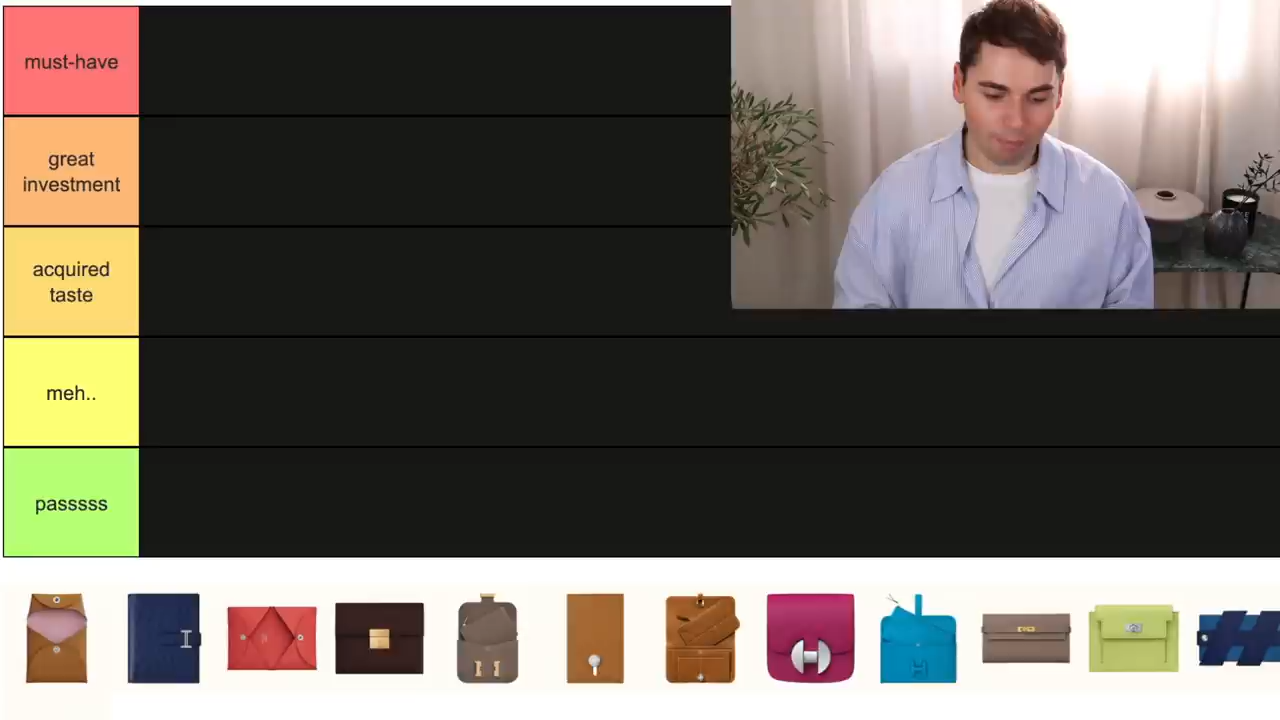 must-have
great
investment
acquired
taste
meh..
passsss